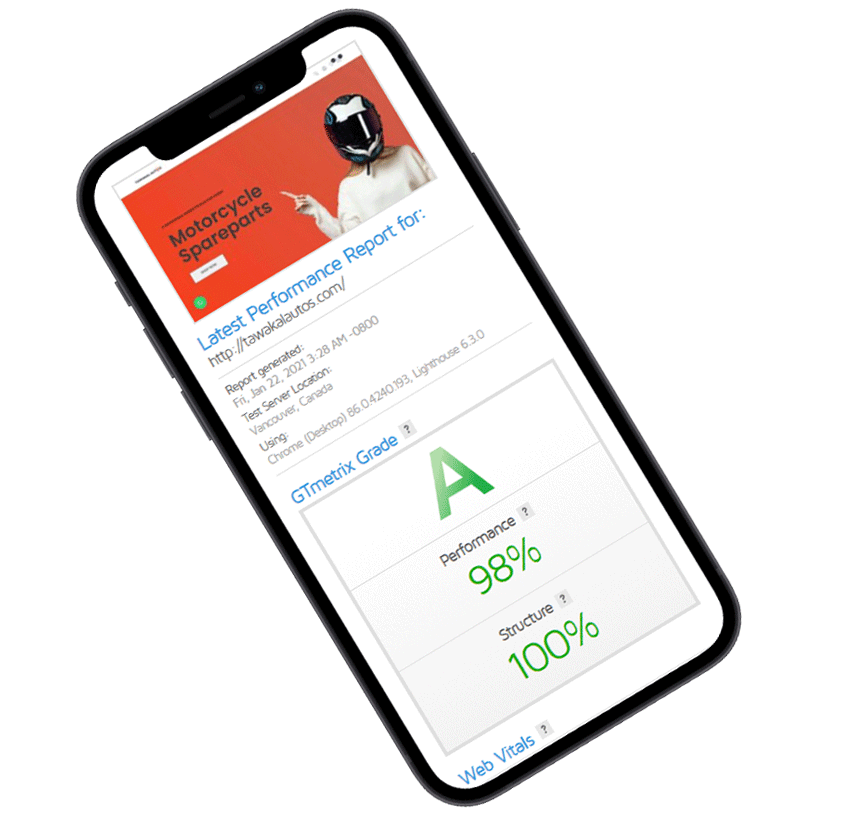 Motorcycle
Spareparts
Latest Performance Report for:
http://tawakalautos.com/
Report generated:
Fri, Jan 22, 2021 3:28 AM -0800
Test Server Location:
Vancouver, Canada
Using:
Chrome (Desktop) 86.0.4240.193, Lighthouse 6.3.0
GTmetrix Grade ?
A
Performance ?
98%
Structure ?
100%
Web Vitals ?